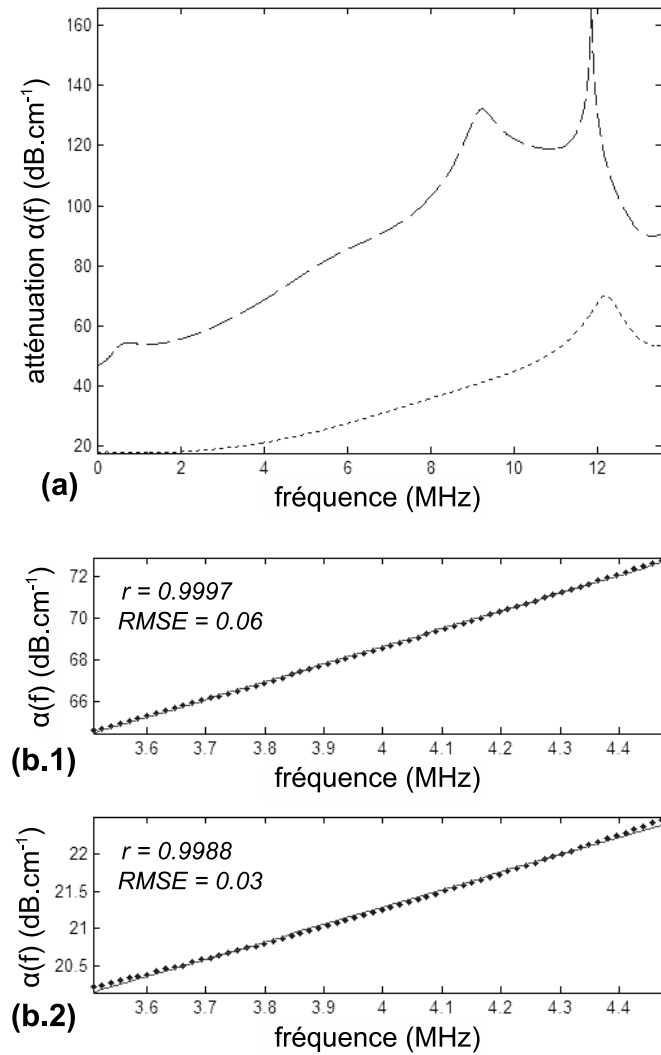 atténuation α(f) (dB.cm⁻¹)
160
140
120
100
80
60
40
20
0 2 4 6 8 10 12
fréquence (MHz)
(a)
α(f) (dB.cm⁻¹)
72
70
68
66
r = 0.9997
RMSE = 0.06
3.6 3.7 3.8 3.9 4 4.1 4.2 4.3 4.4
fréquence (MHz)
(b.1)
α(f) (dB.cm⁻¹)
22
21.5
21
20.5
r = 0.9988
RMSE = 0.03
3.6 3.7 3.8 3.9 4 4.1 4.2 4.3 4.4
fréquence (MHz)
(b.2)